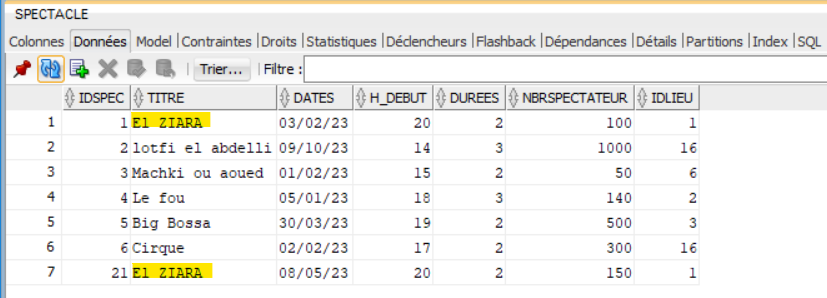 SPECTACLE
Colonnes Données Model Contraintes Droits Statistiques Déclencheurs Flashback Dépendances Détails Partitions Index SQL
Trier... Filtre :
IDSPEC TITRE DATES H_DEBUT DUREES NBRSPECTATEUR IDLIEU
1 1 El ZIARA 03/02/23 20 2 100 1
2 2 lotfi el abdelli 09/10/23 14 3 1000 16
3 3 Machki ou aoued 01/02/23 15 2 50 6
4 4 Le fou 05/01/23 18 3 140 2
5 5 Big Bossa 30/03/23 19 2 500 3
6 6 Cirque 02/02/23 17 2 300 16
7 21 El ZIARA 08/05/23 20 2 150 1